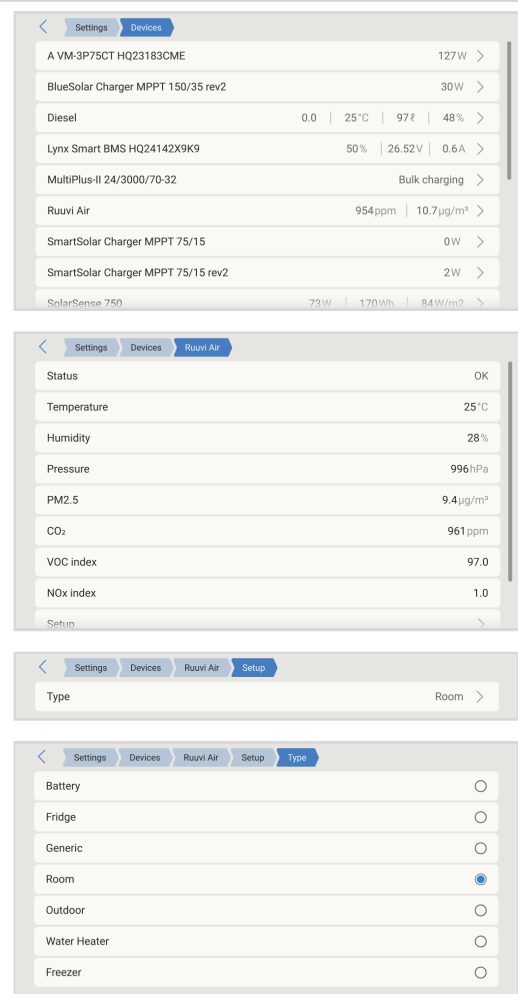 Settings Devices
A VM-3P75CT HQ23183CME 127W
BlueSolar Charger MPPT 150/35 rev2 30W
Diesel 0.0 | 25°C | 97ℓ | 48%
Lynx Smart BMS HQ24142X9K9 50% | 26.52V | 0.6A
MultiPlus-II 24/3000/70-32 Bulk charging
Ruuvi Air 954ppm | 10.7µg/m³
SmartSolar Charger MPPT 75/15 0W
SmartSolar Charger MPPT 75/15 rev2 2W
SolarSense 750 73W | 170Wh | 84W/m2
Settings Devices Ruuvi Air
Status OK
Temperature 25°C
Humidity 28%
Pressure 996hPa
PM2.5 9.4µg/m³
CO₂ 961ppm
VOC index 97.0
NOx index 1.0
Setup
Settings Devices Ruuvi Air Setup
Type Room
Settings Devices Ruuvi Air Setup Type
Battery
Fridge
Generic
Room
Outdoor
Water Heater
Freezer